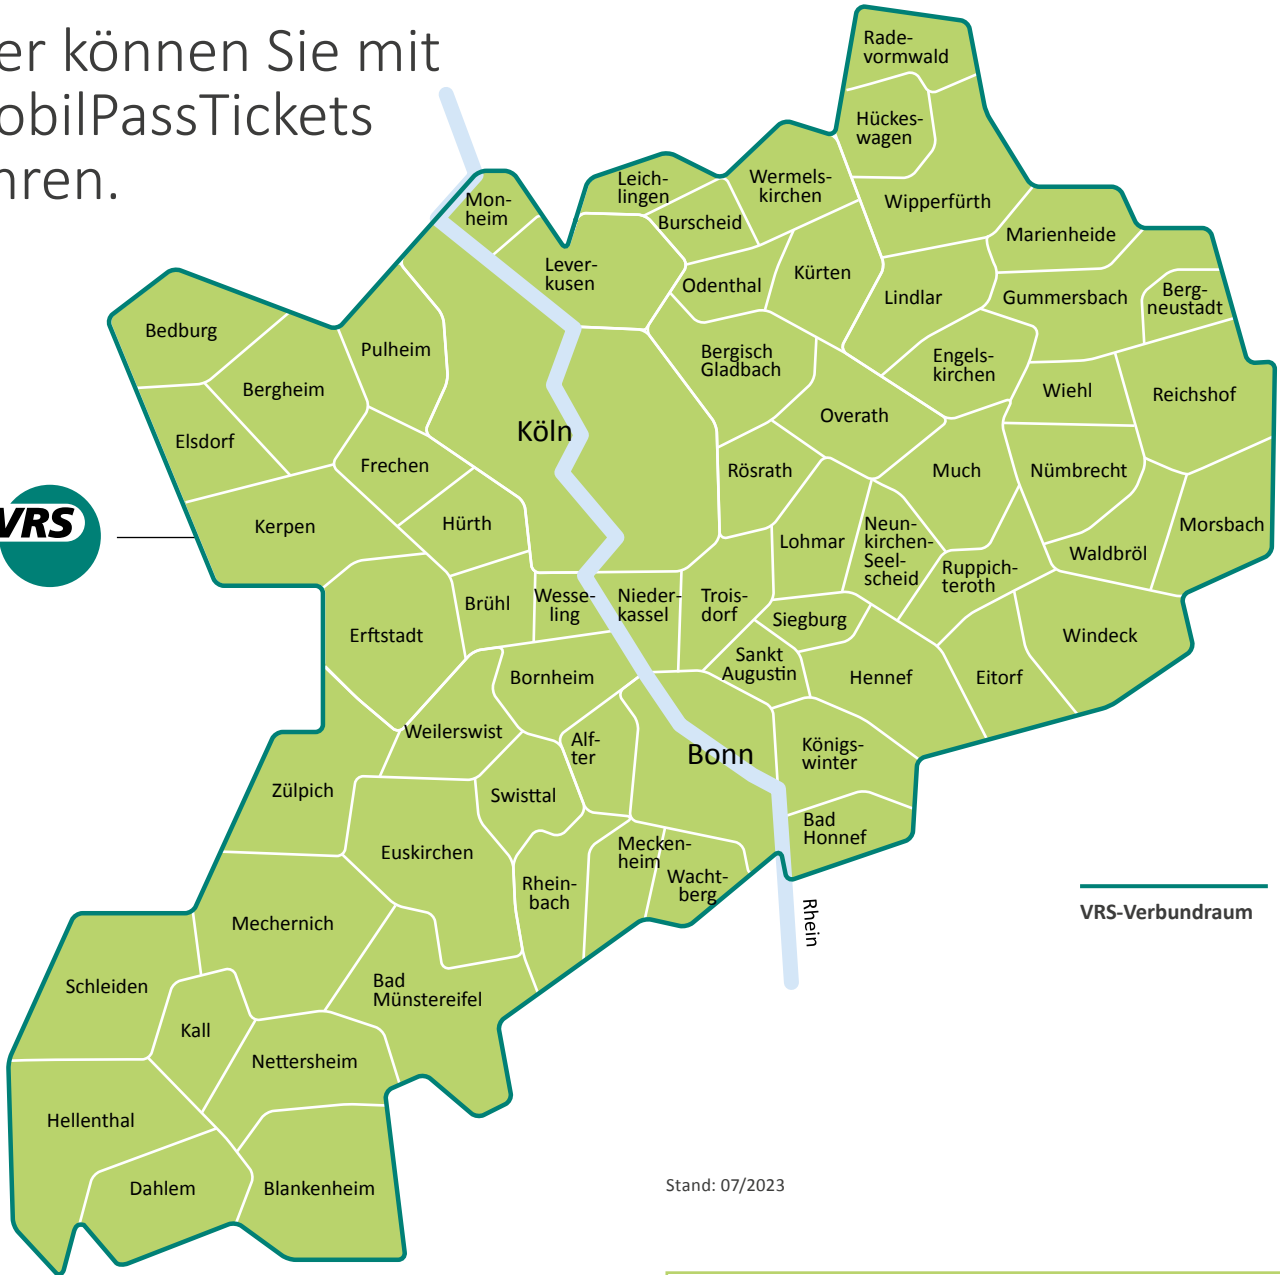 er können Sie mit
obilPassTickets
hren.
Rade-
vormwald
Hückes-
wagen
Leich-
lingen
Wermels-
kirchen
Mon-
heim
Burscheid
Wipperfürth
Marienheide
Lever-
kusen
Odenthal
Kürten
Lindlar
Gummersbach
Berg-
neustadt
Bedburg
Pulheim
Bergisch
Gladbach
Engels-
kirchen
Bergheim
Wiehl
Reichshof
Elsdorf
Köln
Overath
Frechen
Rösrath
Much
Nümbrecht
VRS
Kerpen
Hürth
Lohmar
Neun-
kirchen-
Seel-
scheid
Morsbach
Waldbröl
Ruppich-
teroth
Brühl
Wesse-
ling
Nieder-
kassel
Trois-
dorf
Siegburg
Erftstadt
Windeck
Sankt
Augustin
Bornheim
Hennef
Eitorf
Weilerswist
Alf-
ter
Bonn
Königs-
winter
Zülpich
Swisttal
Bad
Honnef
Euskirchen
Mecken-
heim
Wacht-
berg
Rhein-
bach
Rhein
VRS-Verbundraum
Mechernich
Schleiden
Bad
Münstereifel
Kall
Nettersheim
Hellenthal
Dahlem
Blankenheim
Stand: 07/2023